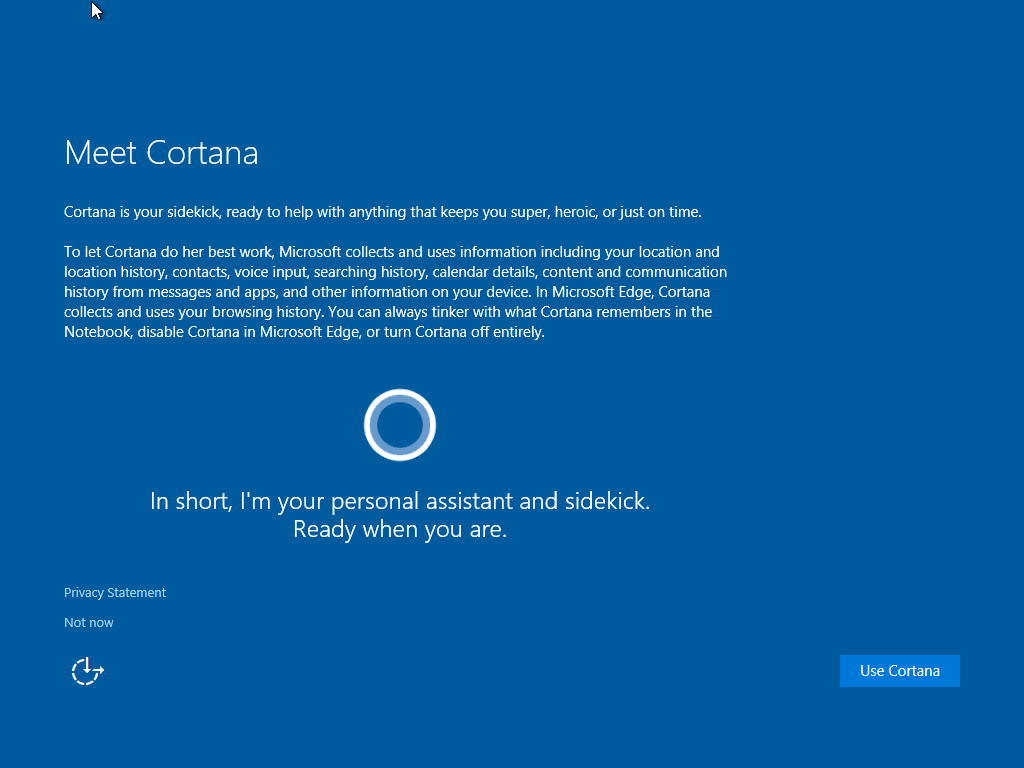 Meet Cortana
Cortana is your sidekick, ready to help with anything that keeps you super, heroic, or just on time.
To let Cortana do her best work, Microsoft collects and uses information including your location and
location history, contacts, voice input, searching history, calendar details, content and communication
history from messages and apps, and other information on your device. In Microsoft Edge, Cortana
collects and uses your browsing history. You can always tinker with what Cortana remembers in the
Notebook, disable Cortana in Microsoft Edge, or turn Cortana off entirely.
In short, I'm your personal assistant and sidekick.
Ready when you are.
Privacy Statement
Not now
Use Cortana